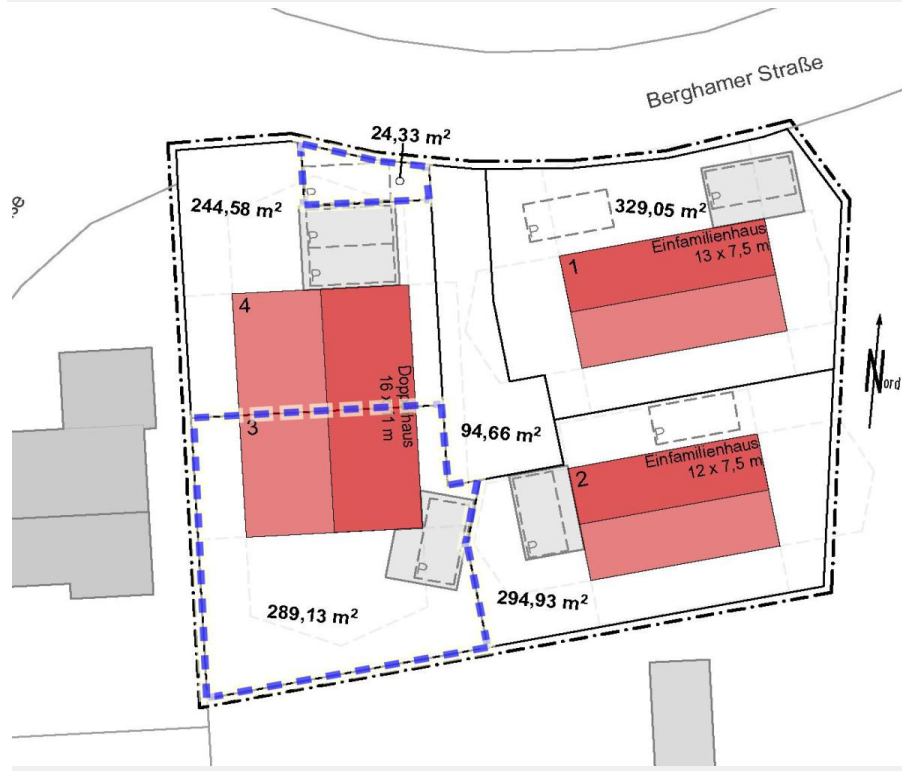 Berghamer Straße
24,33 m²
244,58 m²
329,05 m²
Einfamilienhaus
13 x 7,5 m
1
4
Nord
3
94,66 m²
Einfamilienhaus
12 x 7,5 m
2
289,13 m²
294,93 m²